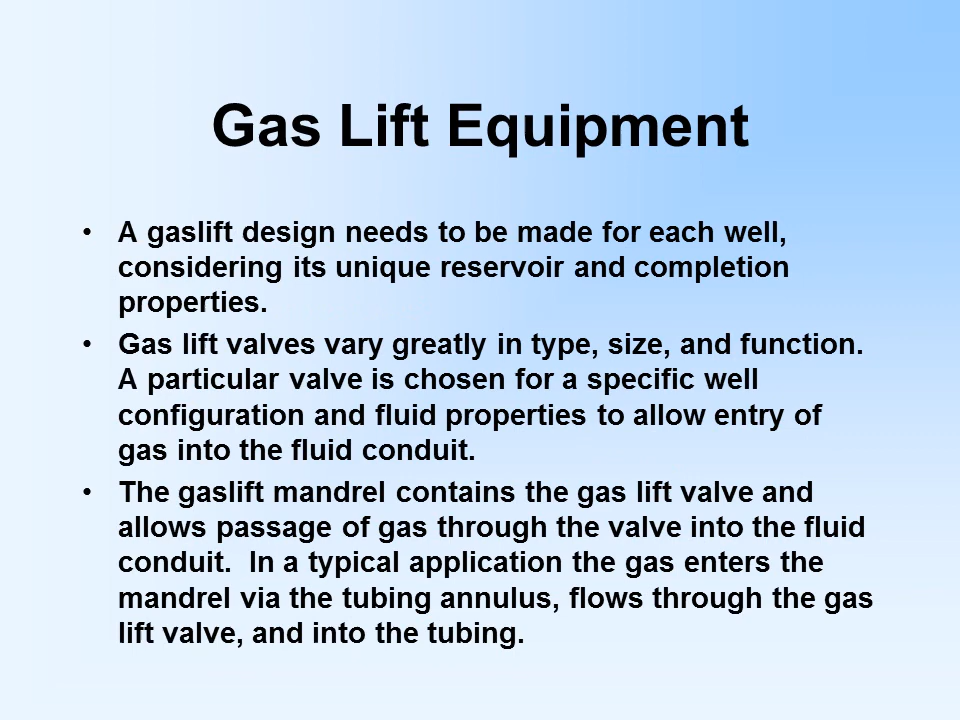 Gas Lift Equipment
• A gaslift design needs to be made for each well,
considering its unique reservoir and completion
properties.
• Gas lift valves vary greatly in type, size, and function.
A particular valve is chosen for a specific well
configuration and fluid properties to allow entry of
gas into the fluid conduit.
• The gaslift mandrel contains the gas lift valve and
allows passage of gas through the valve into the fluid
conduit.  In a typical application the gas enters the
mandrel via the tubing annulus, flows through the gas
lift valve, and into the tubing.